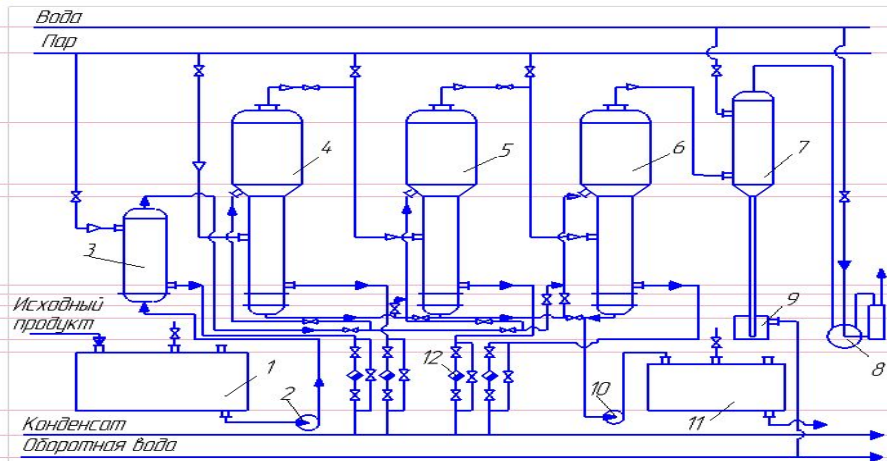 Вода
Пар
4
5
6
7
3
Исходный
продукт
9
1
12
2
10
8
11
Конденсат
Оборотная вода